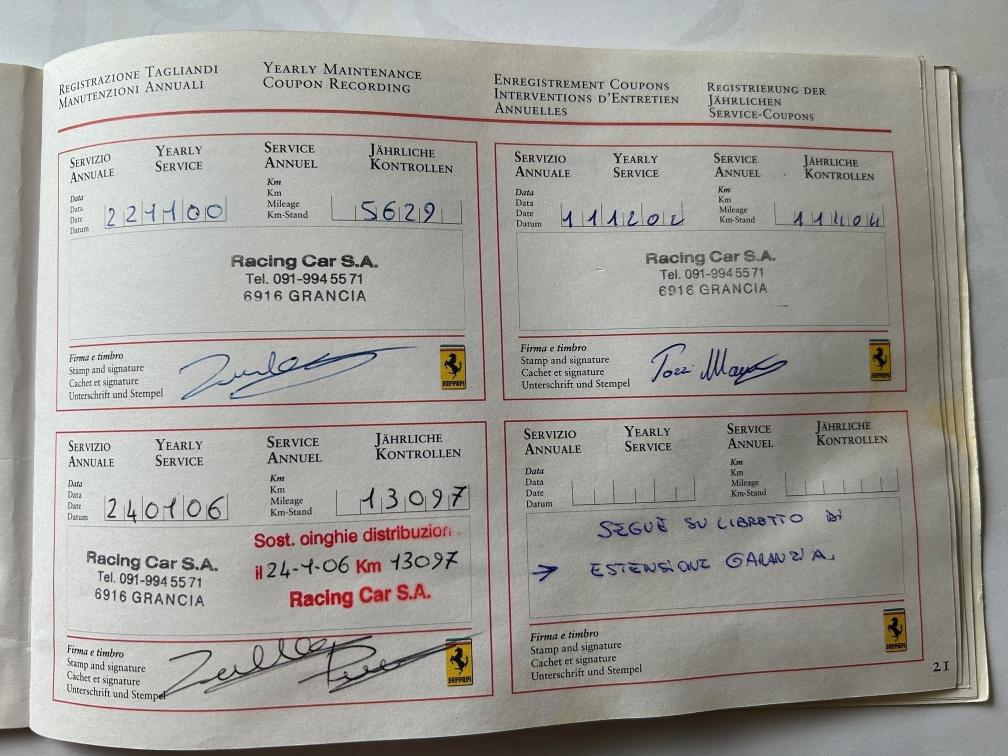 REGISTRAZIONE TAGLIANDI
MANUTENZIONI ANNUALI
YEARLY MAINTENANCE
COUPON RECORDING
ENREGISTREMENT COUPONS
INTERVENTIONS D'ENTRETIEN
ANNUELLES
REGISTRIERUNG DER
JÄHRLICHEN
SERVICE-COUPONS
SERVIZIO
ANNUALE
YEARLY
SERVICE
SERVICE
ANNUEL
JÄHRLICHE
KONTROLLEN
Data
Data
Date
Datum
221100
Km
Km
Mileage
Km-Stand
5629
Racing Car S.A.
Tel. 091-994 55 71
6916 GRANCIA
Firma e timbro
Stamp and signature
Cachet et signature
Unterschrift und Stempel
Ferrari
SERVIZIO
ANNUALE
YEARLY
SERVICE
SERVICE
ANNUEL
JÄHRLICHE
KONTROLLEN
Data
Data
Date
Datum
Km
Km
Mileage
Km-Stand
11404
Racing Car S.A.
Tel. 091-994 55 71
6916 GRANCIA
Firma e timbro
Stamp and signature
Cachet et signature
Unterschrift und Stempel
Ferrari
SERVIZIO
ANNUALE
YEARLY
SERVICE
SERVICE
ANNUEL
JÄHRLICHE
KONTROLLEN
Data
Data
Date
Datum
240106
Km
Km
Mileage
Km-Stand
13097
Racing Car S.A.
Tel. 091-994 55 71
6916 GRANCIA
Sost. cinghie distribuzion
il 24-1-06 Km 13097
Racing Car S.A.
Firma e timbro
Stamp and signature
Cachet et signature
Unterschrift und Stempel
Ferrari
SERVIZIO
ANNUALE
YEARLY
SERVICE
SERVICE
ANNUEL
JÄHRLICHE
KONTROLLEN
Data
Data
Date
Datum
Km
Km
Mileage
Km-Stand
SEGUE SU LIBRETTO DI
→ ESTENSIONE GARANZIA.
Firma e timbro
Stamp and signature
Cachet et signature
Unterschrift und Stempel
Ferrari
21